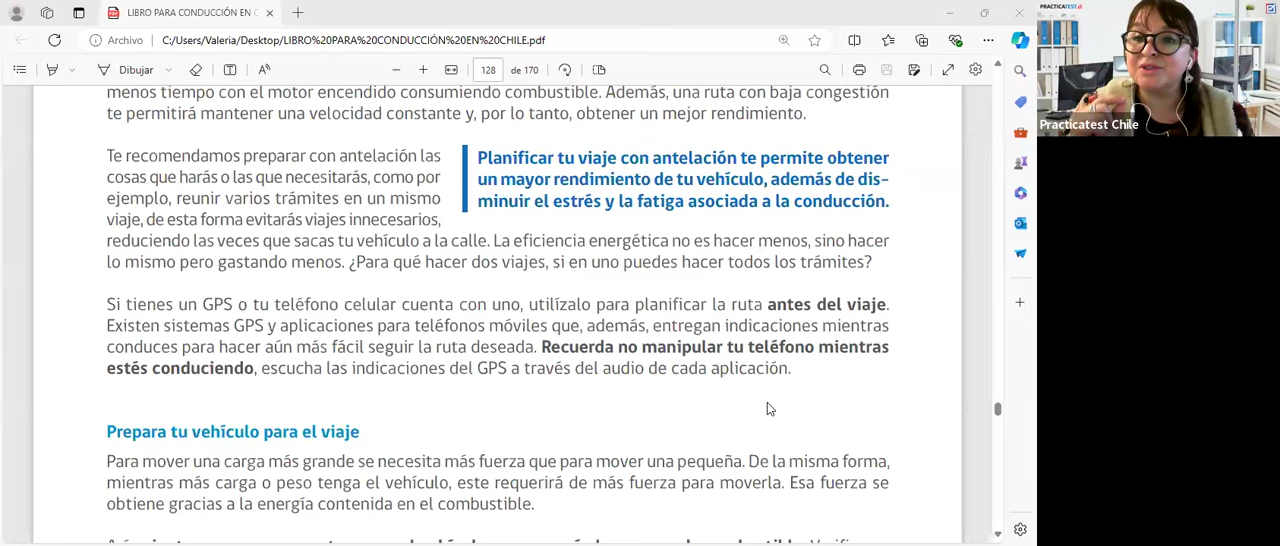 LIBRO PARA CONDUCCIÓN EN CHILE
Archivo
C:/Users/Valeria/Desktop/LIBRO%20PARA%20CONDUCCIÓN%20EN%20CHILE.pdf
Dibujar
128
de 170
menos tiempo con el motor encendido consumiendo combustible. Además, una ruta con baja congestión
te permitirá mantener una velocidad constante y, por lo tanto, obtener un mejor rendimiento.
Te recomendamos preparar con antelación las
cosas que harás o las que necesitarás, como por
ejemplo, reunir varios trámites en un mismo
viaje, de esta forma evitarás viajes innecesarios,
Planificar tu viaje con antelación te permite obtener
un mayor rendimiento de tu vehículo, además de dis-
minuir el estrés y la fatiga asociada a la conducción.
reduciendo las veces que sacas tu vehículo a la calle. La eficiencia energética no es hacer menos, sino hacer
lo mismo pero gastando menos. ¿Para qué hacer dos viajes, si en uno puedes hacer todos los trámites?
Si tienes un GPS o tu teléfono celular cuenta con uno, utilízalo para planificar la ruta antes del viaje.
Existen sistemas GPS y aplicaciones para teléfonos móviles que, además, entregan indicaciones mientras
conduces para hacer aún más fácil seguir la ruta deseada. Recuerda no manipular tu teléfono mientras
estés conduciendo, escucha las indicaciones del GPS a través del audio de cada aplicación.
Prepara tu vehículo para el viaje
Para mover una carga más grande se necesita más fuerza que para mover una pequeña. De la misma forma,
mientras más carga o peso tenga el vehículo, este requerirá de más fuerza para moverla. Esa fuerza se
obtiene gracias a la energía contenida en el combustible.
PRACTICATEST.cl
Practicatest Chile